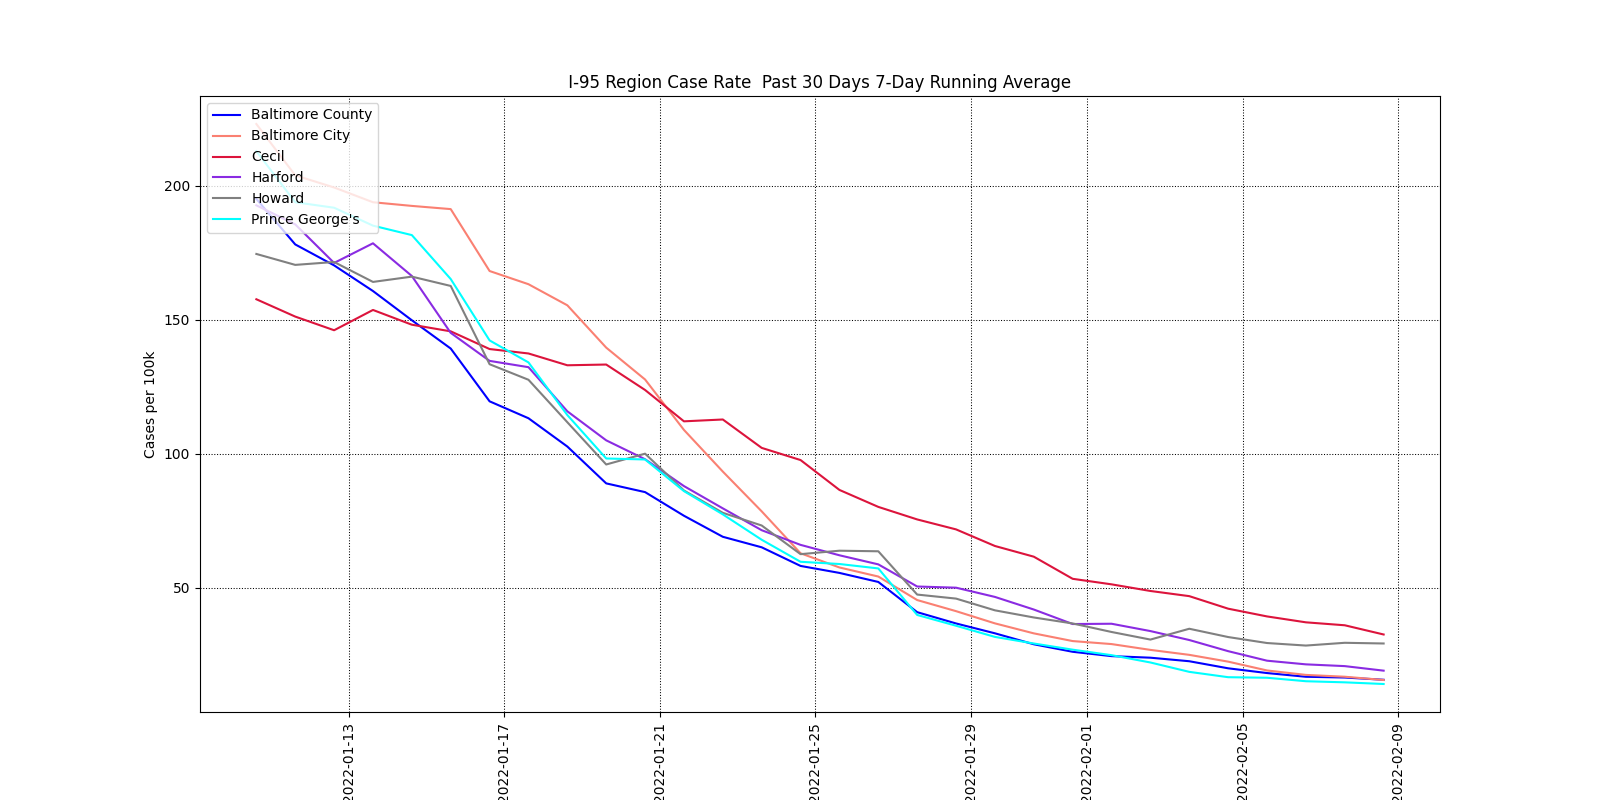 I-95 Region Case Rate  Past 30 Days 7-Day Running Average
Baltimore County
Baltimore City
Cecil
Harford
Howard
Prince George's
Cases per 100k
200
150
100
50
2022-01-13
2022-01-17
2022-01-21
2022-01-25
2022-01-29
2022-02-01
2022-02-05
2022-02-09